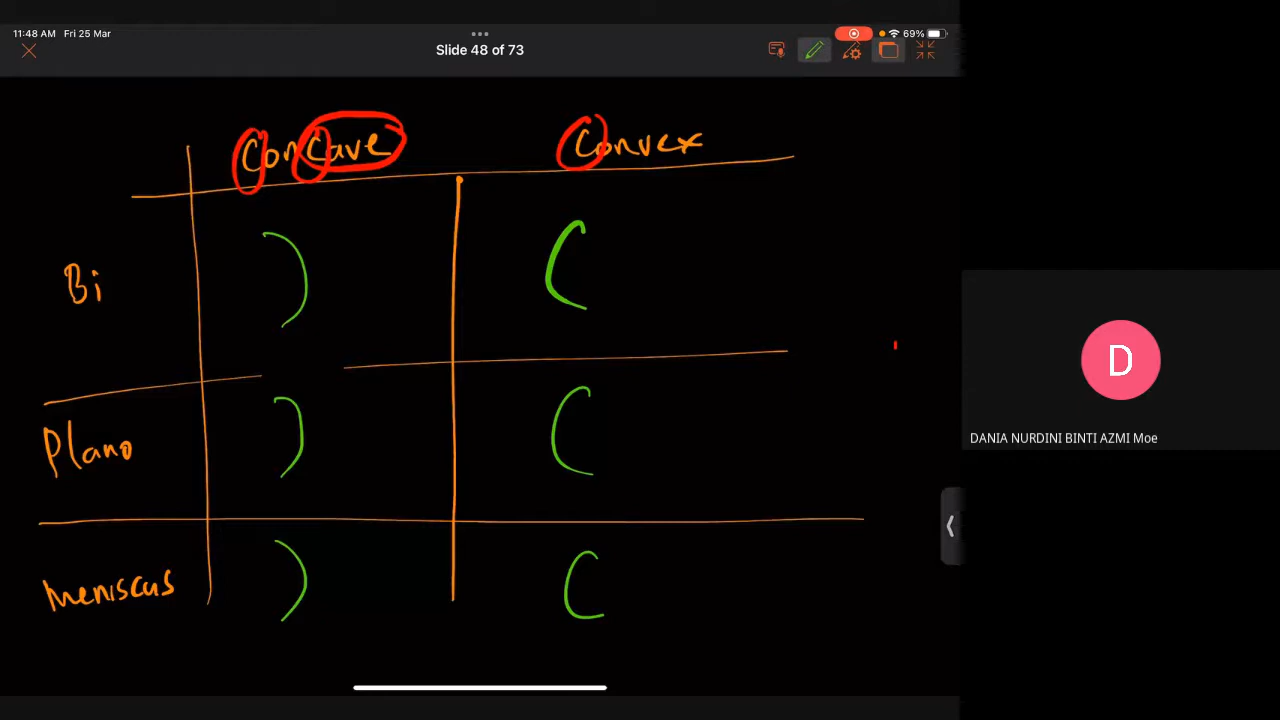 11:48 AM Fri 25 Mar
69%
Slide 48 of 73
Concave Convex
Bi
Plano
Meniscus
D
DANIA NURDINI BINTI AZMI Moe